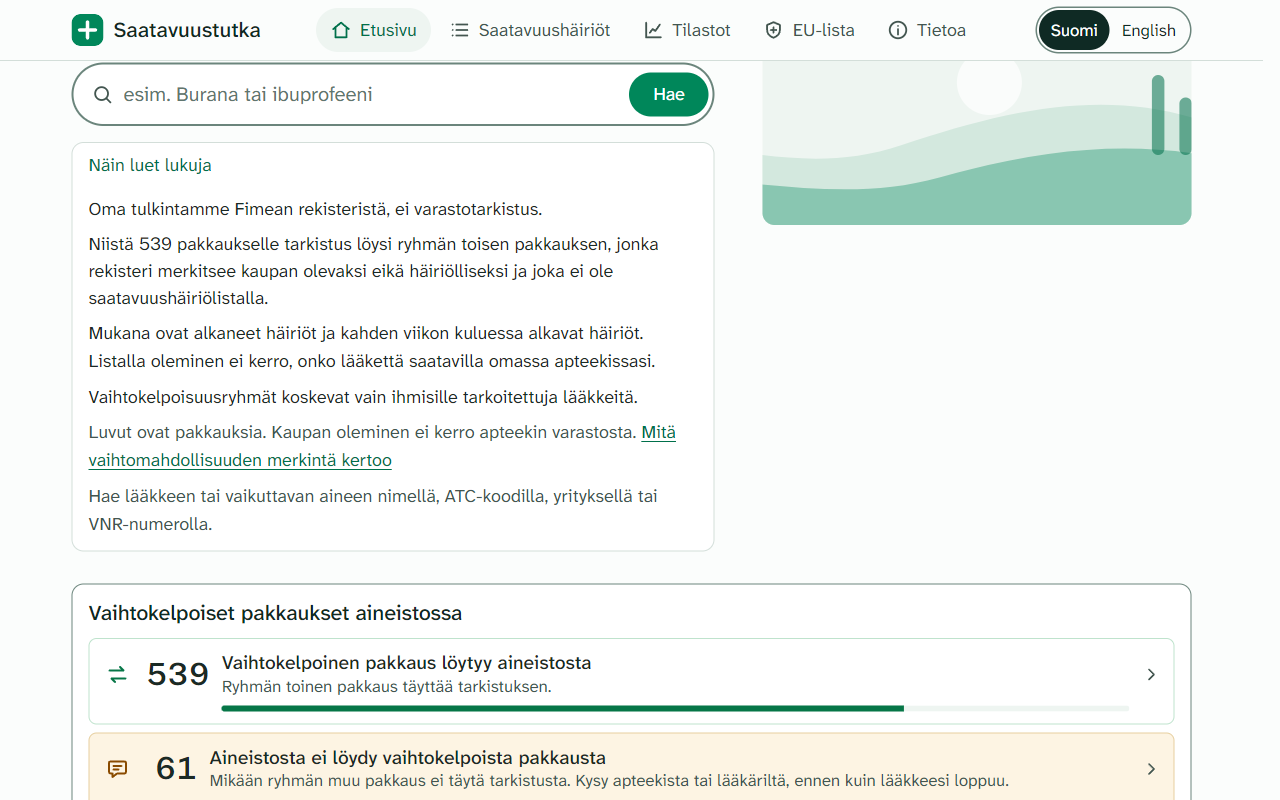 Saatavuustutka
Etusivu
Saatavuushäiriöt
Tilastot
EU-lista
Tietoa
Suomi
English
esim. Burana tai ibuprofeeni
Hae
Näin luet lukuja
Oma tulkintamme Fimean rekisteristä, ei varastotarkistus.
Niistä 539 pakkaukselle tarkistus löysi ryhmän toisen pakkauksen, jonka
rekisteri merkitsee kaupan olevaksi eikä häiriölliseksi ja joka ei ole
saatavuushäiriölistalla.
Mukana ovat alkaneet häiriöt ja kahden viikon kuluessa alkavat häiriöt.
Listalla oleminen ei kerro, onko lääkettä saatavilla omassa apteekissasi.
Vaihtokelpoisuusryhmät koskevat vain ihmisille tarkoitettuja lääkkeitä.
Luvut ovat pakkauksia. Kaupan oleminen ei kerro apteekin varastosta. Mitä
vaihtomahdollisuuden merkintä kertoo
Hae lääkkeen tai vaikuttavan aineen nimellä, ATC-koodilla, yrityksellä tai
VNR-numerolla.
Vaihtokelpoiset pakkaukset aineistossa
539
Vaihtokelpoinen pakkaus löytyy aineistosta
Ryhmän toinen pakkaus täyttää tarkistuksen.
61
Aineistosta ei löydy vaihtokelpoista pakkausta
Mikään ryhmän muu pakkaus ei täytä tarkistusta. Kysy apteekista tai lääkäriltä, ennen kuin lääkkeesi loppuu.